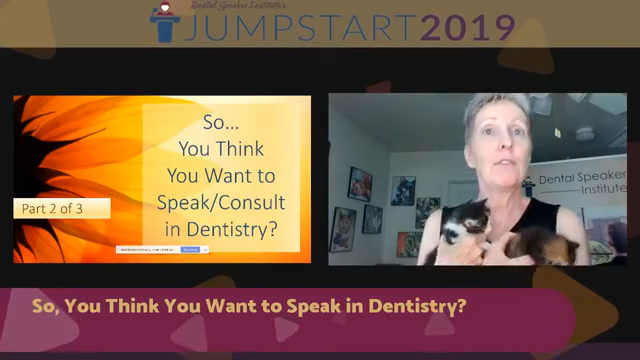 Dental Speaker Institute's
JUMPSTART2019
So...
You Think
You Want to
Speak/Consult
in Dentistry?
Part 2 of 3
Dental Speaker
Institute
So, You Think You Want to Speak in Dentistry?